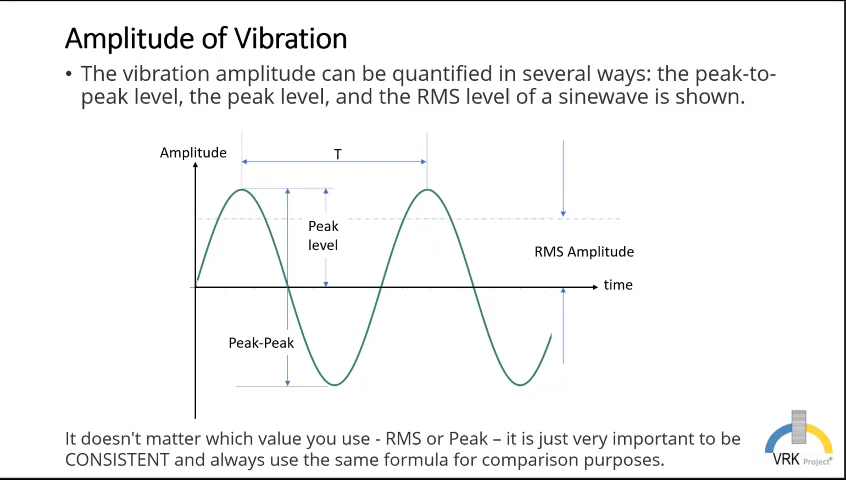 Amplitude of Vibration
• The vibration amplitude can be quantified in several ways: the peak-to-
peak level, the peak level, and the RMS level of a sinewave is shown.
Amplitude
T
Peak
level
RMS Amplitude
time
Peak-Peak
It doesn't matter which value you use - RMS or Peak – it is just very important to be
CONSISTENT and always use the same formula for comparison purposes.
VRK Project®